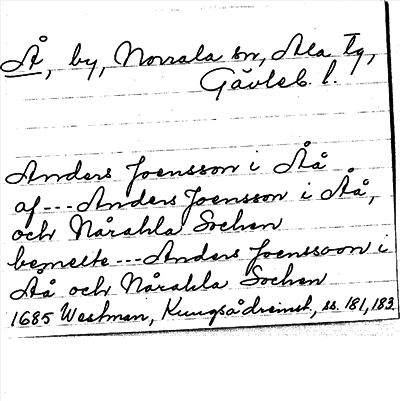 Å, by, Norrala sn, Ala tg,
Gävleb. l.
Anders Joensson i Åå
af --- Anders Joensson i Åå,
och Nårahla Sochen
bemelte --- Anders Joenssoon i
Åå och Nårahla Sochen
1685 Westman, Kungsådreinst, ss. 181, 183.